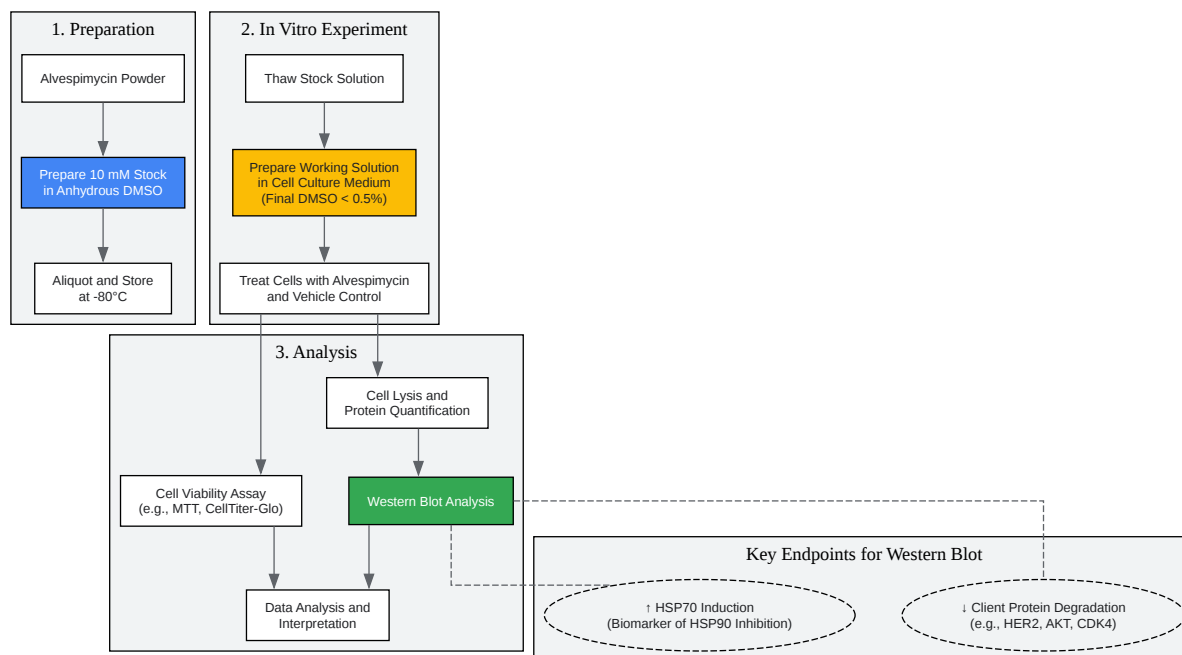 1. Preparation
Alvespimycin Powder
Prepare 10 mM Stock
in Anhydrous DMSO
Aliquot and Store
at -80°C
2. In Vitro Experiment
Thaw Stock Solution
Prepare Working Solution
in Cell Culture Medium
(Final DMSO < 0.5%)
Treat Cells with Alvespimycin
and Vehicle Control
3. Analysis
Cell Lysis and
Protein Quantification
Cell Viability Assay
(e.g., MTT, CellTiter-Glo)
Western Blot Analysis
Data Analysis and
Interpretation
Key Endpoints for Western Blot
↑ HSP70 Induction
(Biomarker of HSP90 Inhibition)
↓ Client Protein Degradation
(e.g., HER2, AKT, CDK4)